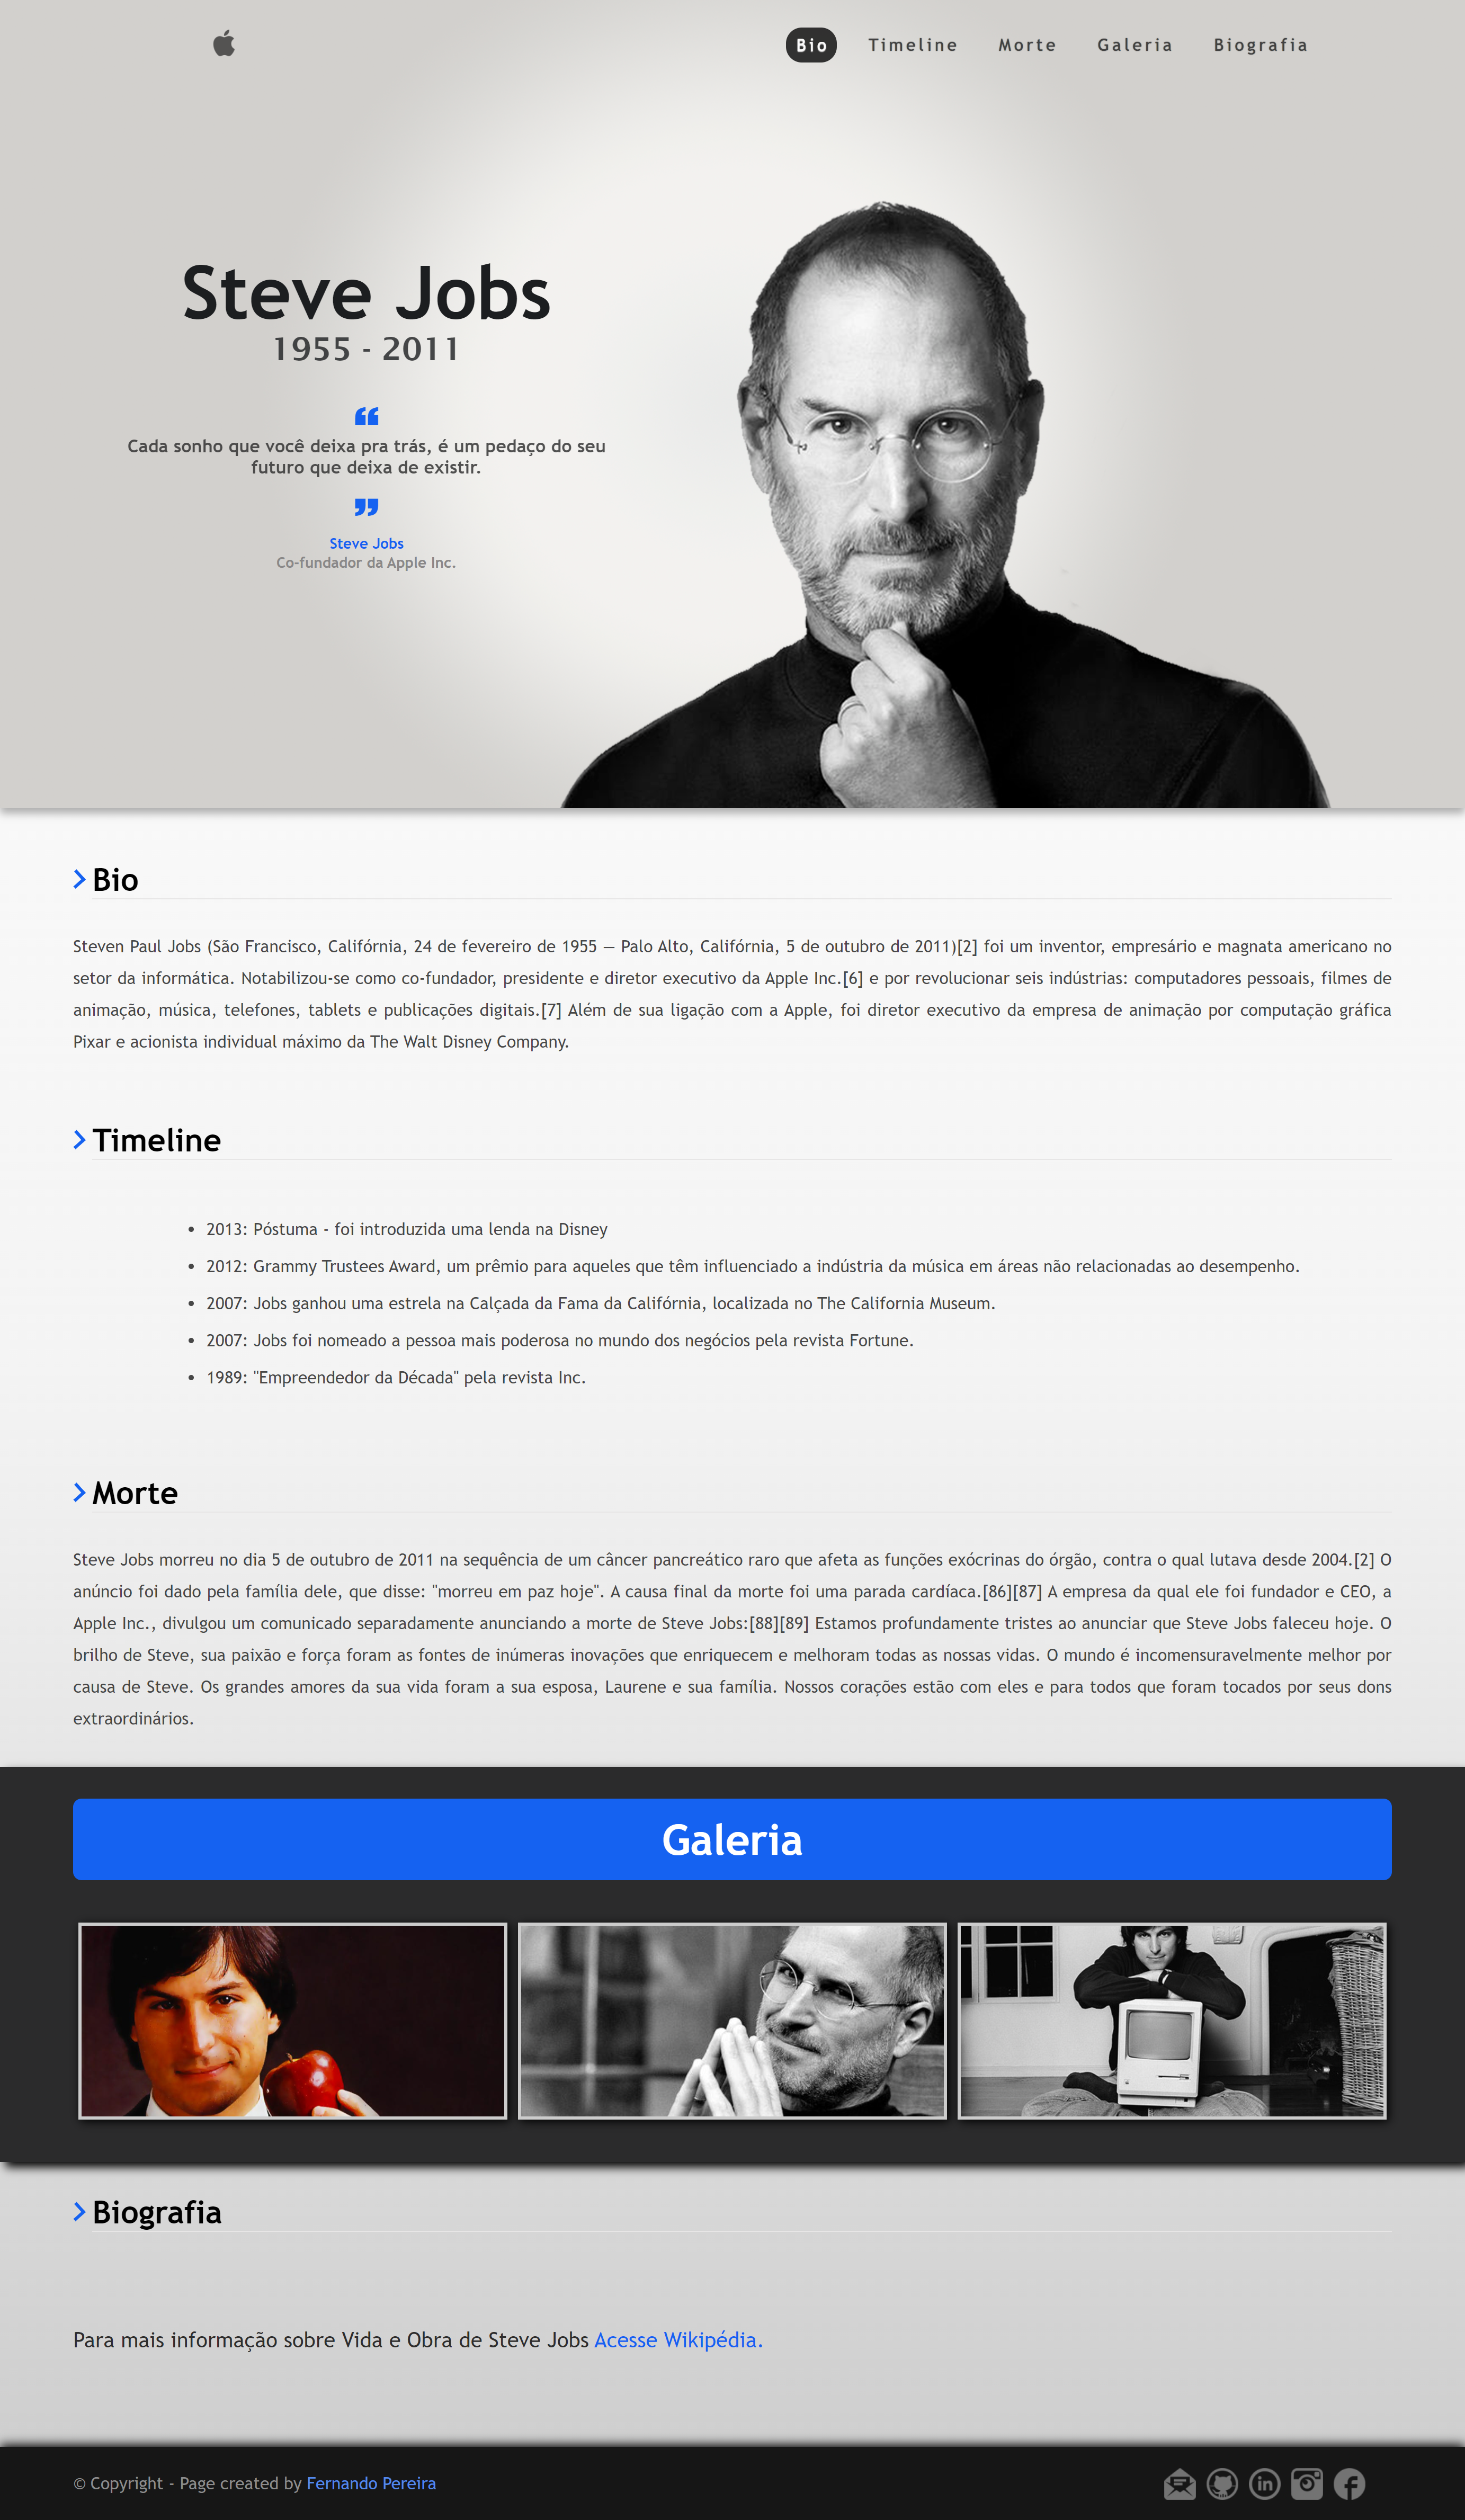 Bio Timeline Morte Galeria Biografia
Steve Jobs
1955 - 2011
“
Cada sonho que você deixa pra trás, é um pedaço do seu
futuro que deixa de existir.
”
Steve Jobs
Co-fundador da Apple Inc.
Bio
Steven Paul Jobs (São Francisco, Califórnia, 24 de fevereiro de 1955 — Palo Alto, Califórnia, 5 de outubro de 2011)[2] foi um inventor, empresário e magnata americano no
setor da informática. Notabilizou-se como co-fundador, presidente e diretor executivo da Apple Inc.[6] e por revolucionar seis indústrias: computadores pessoais, filmes de
animação, música, telefones, tablets e publicações digitais.[7] Além de sua ligação com a Apple, foi diretor executivo da empresa de animação por computação gráfica
Pixar e acionista individual máximo da The Walt Disney Company.
Timeline
• 2013: Póstuma - foi introduzida uma lenda na Disney
• 2012: Grammy Trustees Award, um prêmio para aqueles que têm influenciado a indústria da música em áreas não relacionadas ao desempenho.
• 2007: Jobs ganhou uma estrela na Calçada da Fama da Califórnia, localizada no The California Museum.
• 2007: Jobs foi nomeado a pessoa mais poderosa no mundo dos negócios pela revista Fortune.
• 1989: "Empreendedor da Década" pela revista Inc.
Morte
Steve Jobs morreu no dia 5 de outubro de 2011 na sequência de um câncer pancreático raro que afeta as funções exócrinas do órgão, contra o qual lutava desde 2004.[2] O
anúncio foi dado pela família dele, que disse: "morreu em paz hoje". A causa final da morte foi uma parada cardíaca.[86][87] A empresa da qual ele foi fundador e CEO, a
Apple Inc., divulgou um comunicado separadamente anunciando a morte de Steve Jobs:[88][89] Estamos profundamente tristes ao anunciar que Steve Jobs faleceu hoje. O
brilho de Steve, sua paixão e força foram as fontes de inúmeras inovações que enriquecem e melhoram todas as nossas vidas. O mundo é incomensuravelmente melhor por
causa de Steve. Os grandes amores da sua vida foram a sua esposa, Laurene e sua família. Nossos corações estão com eles e para todos que foram tocados por seus dons
extraordinários.
Galeria
Biografia
Para mais informação sobre Vida e Obra de Steve Jobs Acesse Wikipédia.
© Copyright - Page created by Fernando Pereira